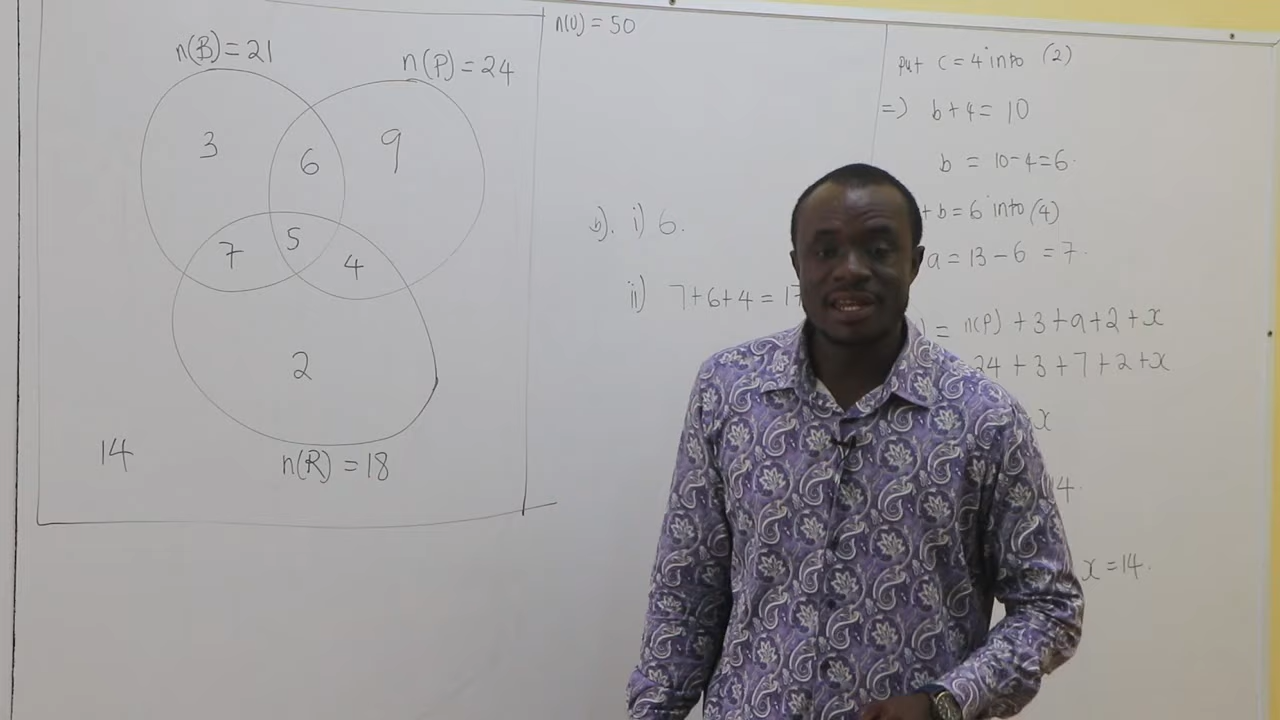 n(U) = 50
n(B) = 21
n(P) = 24
3
6
9
7
5
4
2
14
n(R) = 18
b). i) 6.
ii) 7+6+4 = 17
put c = 4 into (2)
=) b + 4 = 10
b = 10 - 4 = 6.
b = 6 into (4)
a = 13 - 6 = 7.
= n(P) + 3 + a + 2 + x
24 + 3 + 7 + 2 + x
x
14.
x = 14.